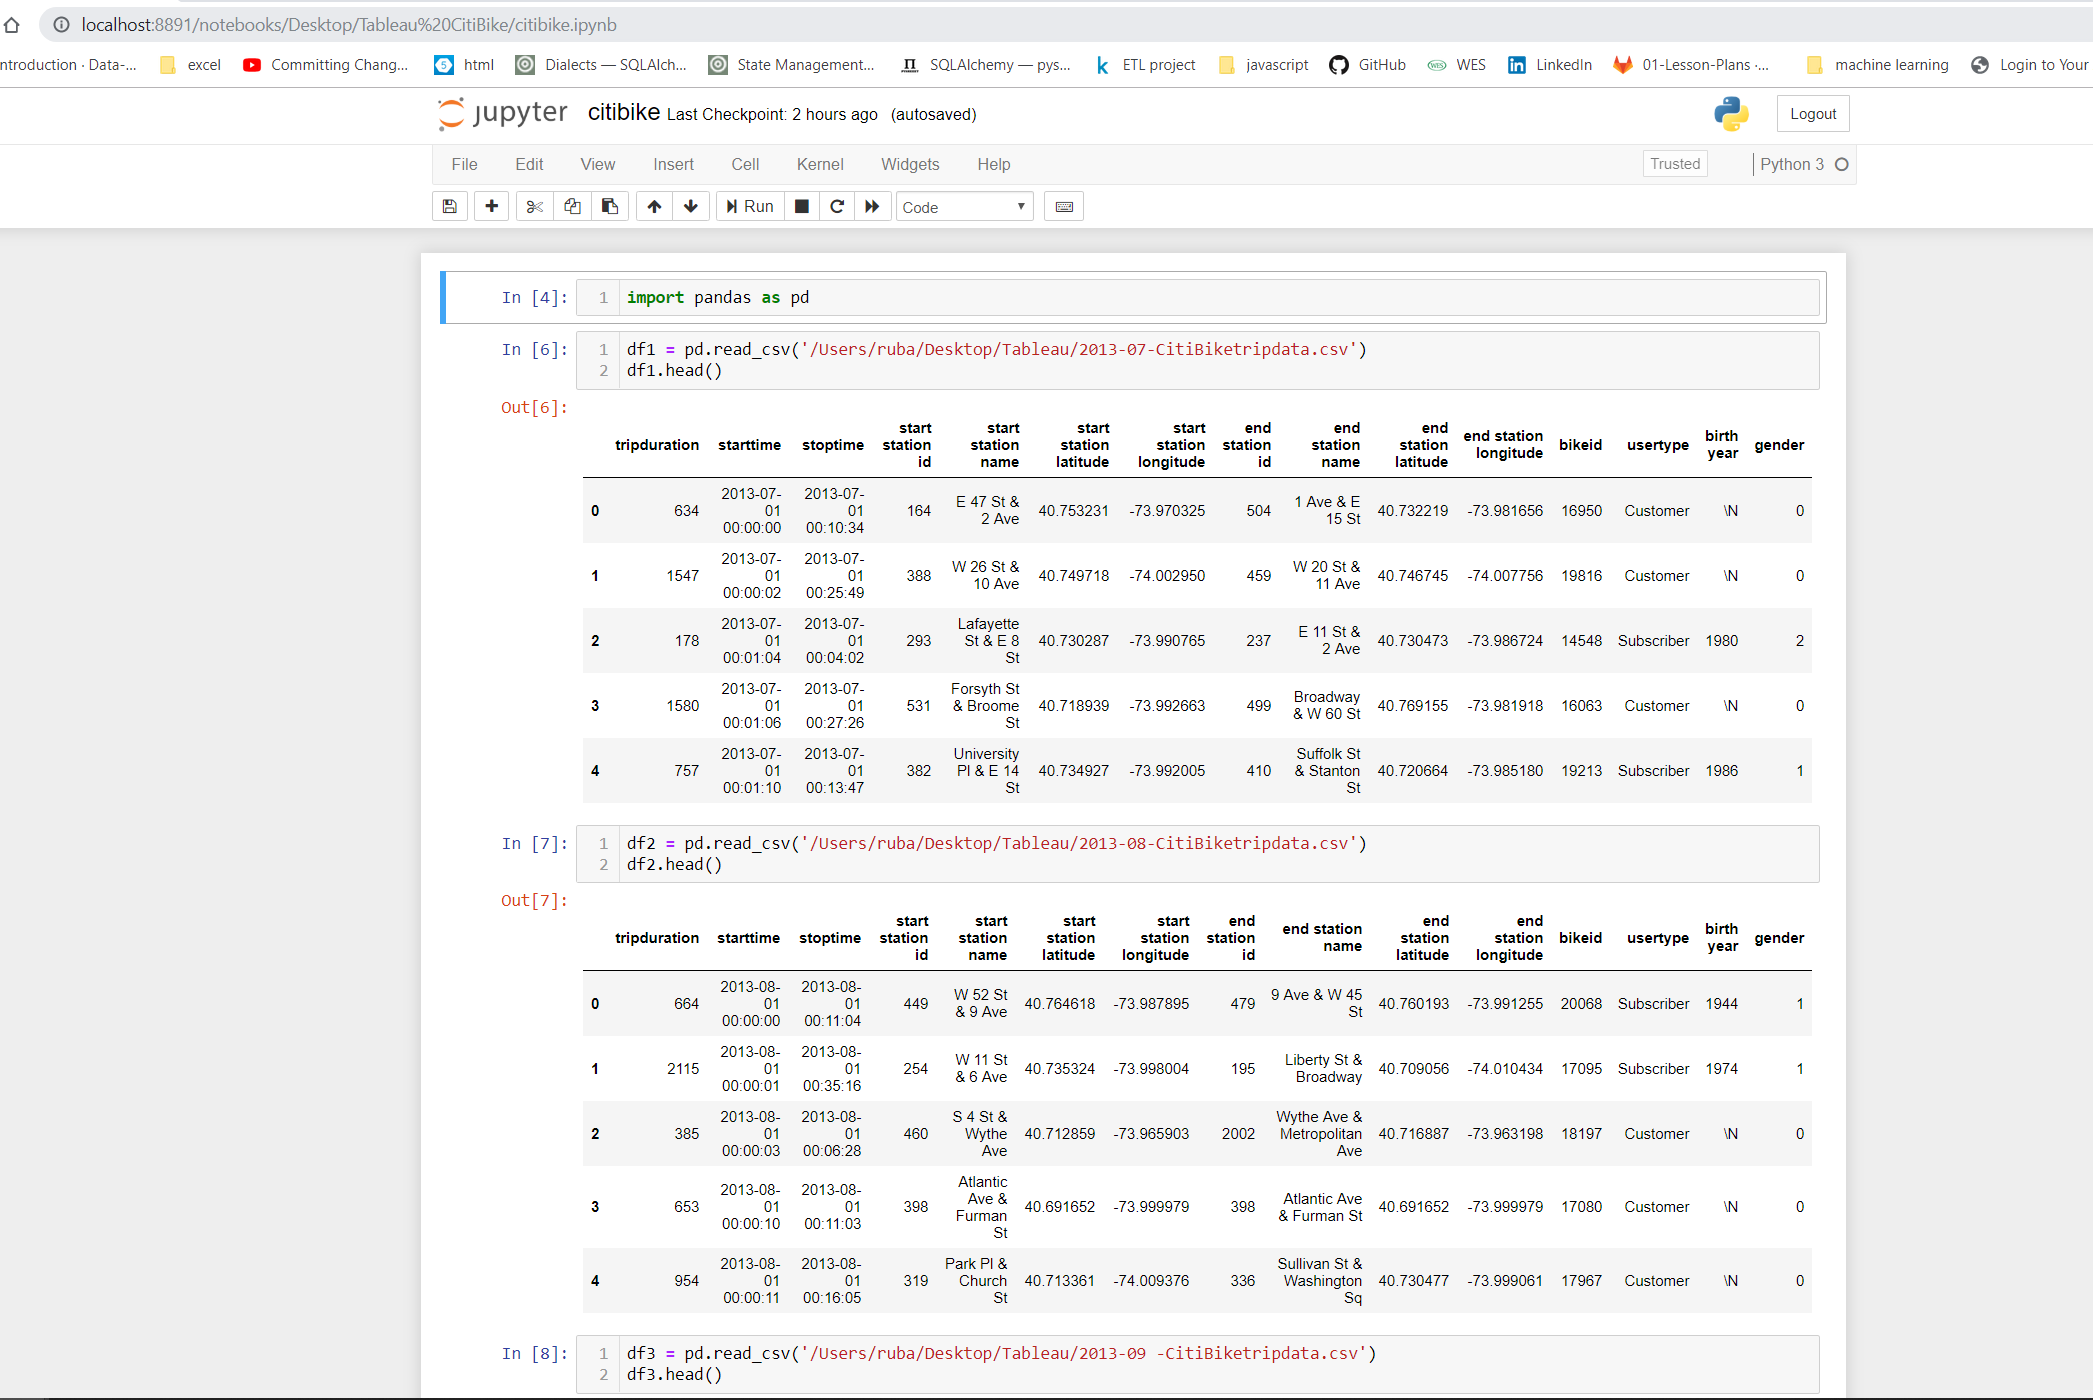 localhost:8891/notebooks/Desktop/Tableau%20CitiBike/citibike.ipynb
ntroduction · Data-... excel Committing Chang... html Dialects — SQLAlch... State Management... SQLAlchemy — pys... ETL project javascript GitHub WES LinkedIn 01-Lesson-Plans ·... machine learning Login to Your
jupyter citibike Last Checkpoint: 2 hours ago (autosaved) Logout
File Edit View Insert Cell Kernel Widgets Help Trusted Python 3
Run Code
In [4]: 1 import pandas as pd
In [6]: 1 df1 = pd.read_csv('/Users/ruba/Desktop/Tableau/2013-07-CitiBiketripdata.csv')
2 df1.head()
Out[6]:
tripduration starttime stoptime start station id start station name start station latitude start station longitude end station id end station name end station latitude end station longitude bikeid usertype birth year gender
0 634 2013-07-01 00:00:00 2013-07-01 00:10:34 164 E 47 St & 2 Ave 40.753231 -73.970325 504 1 Ave & E 15 St 40.732219 -73.981656 16950 Customer \N 0
1 1547 2013-07-01 00:00:02 2013-07-01 00:25:49 388 W 26 St & 10 Ave 40.749718 -74.002950 459 W 20 St & 11 Ave 40.746745 -74.007756 19816 Customer \N 0
2 178 2013-07-01 00:01:04 2013-07-01 00:04:02 293 Lafayette St & E 8 St 40.730287 -73.990765 237 E 11 St & 2 Ave 40.730473 -73.986724 14548 Subscriber 1980 2
3 1580 2013-07-01 00:01:06 2013-07-01 00:27:26 531 Forsyth St & Broome St 40.718939 -73.992663 499 Broadway & W 60 St 40.769155 -73.981918 16063 Customer \N 0
4 757 2013-07-01 00:01:10 2013-07-01 00:13:47 382 University Pl & E 14 St 40.734927 -73.992005 410 Suffolk St & Stanton St 40.720664 -73.985180 19213 Subscriber 1986 1
In [7]: 1 df2 = pd.read_csv('/Users/ruba/Desktop/Tableau/2013-08-CitiBiketripdata.csv')
2 df2.head()
Out[7]:
tripduration starttime stoptime start station id start station name start station latitude start station longitude end station id end station name end station latitude end station longitude bikeid usertype birth year gender
0 664 2013-08-01 00:00:00 2013-08-01 00:11:04 449 W 52 St & 9 Ave 40.764618 -73.987895 479 9 Ave & W 45 St 40.760193 -73.991255 20068 Subscriber 1944 1
1 2115 2013-08-01 00:00:01 2013-08-01 00:35:16 254 W 11 St & 6 Ave 40.735324 -73.998004 195 Liberty St & Broadway 40.709056 -74.010434 17095 Subscriber 1974 1
2 385 2013-08-01 00:00:03 2013-08-01 00:06:28 460 S 4 St & Wythe Ave 40.712859 -73.965903 2002 Wythe Ave & Metropolitan Ave 40.716887 -73.963198 18197 Customer \N 0
3 653 2013-08-01 00:00:10 2013-08-01 00:11:03 398 Atlantic Ave & Furman St 40.691652 -73.999979 398 Atlantic Ave & Furman St 40.691652 -73.999979 17080 Customer \N 0
4 954 2013-08-01 00:00:11 2013-08-01 00:16:05 319 Park Pl & Church St 40.713361 -74.009376 336 Sullivan St & Washington Sq 40.730477 -73.999061 17967 Customer \N 0
In [8]: 1 df3 = pd.read_csv('/Users/ruba/Desktop/Tableau/2013-09 -CitiBiketripdata.csv')
2 df3.head()